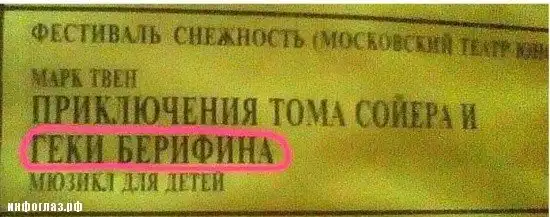 ФЕСТИВАЛЬ СНЕЖНОСТЬ (МОСКОВСКИЙ ТЕАТР
МАРК ТВЕН
ПРИКЛЮЧЕНИЯ ТОМА СОЙЕРА И
ГЕКИ БЕРИФИНА
МЮЗИКЛ ДЛЯ ДЕТЕЙ
инфоглаз.рф